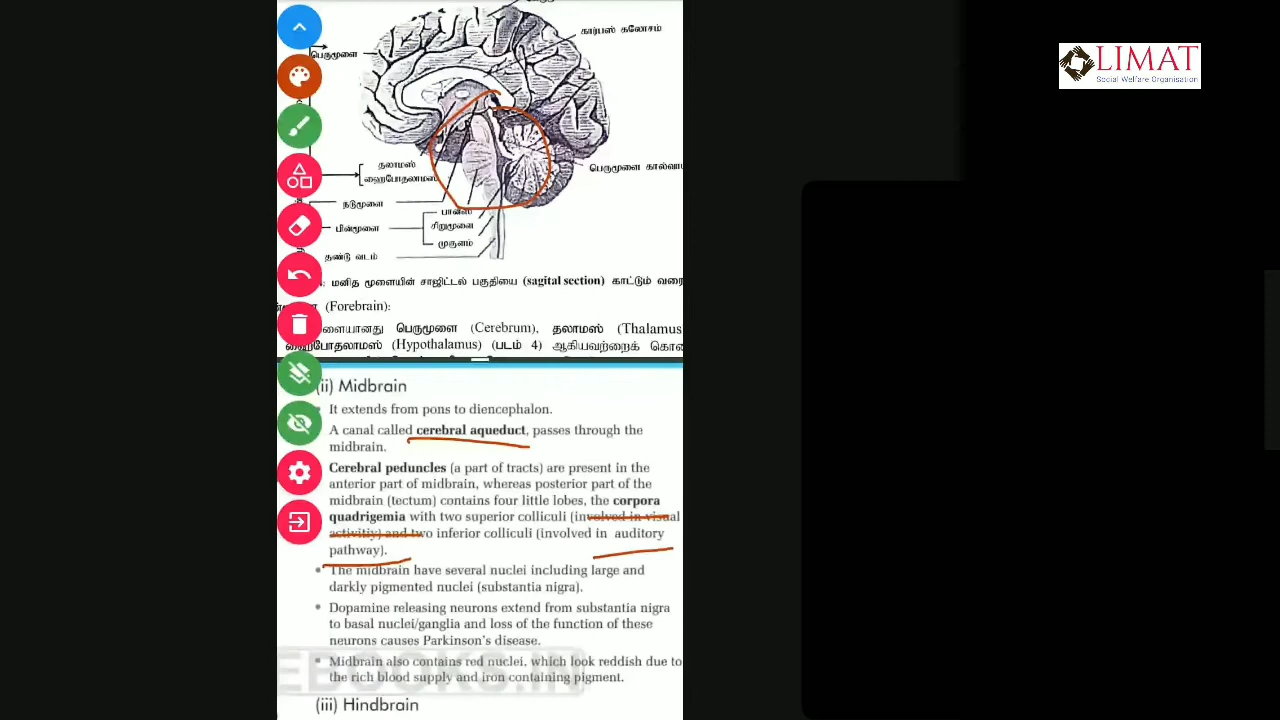 கார்பஸ் கலோசம்
பெருமூளை
LIMAT
Social Welfare Organisation
தலாமஸ்
ஹைபோதலாமஸ்
பெருமூளை கால்வாய
நடுமூளை
பான்ஸ்
பின்மூளை
சிறுமூளை
முகுளம்
தண்டு வடம்
மனித மூளையின் சாஜிட்டல் பகுதியை (sagital section) காட்டும் வரை
(Forebrain):
ளையானது பெருமூளை (Cerebrum), தலாமஸ் (Thalamus
ஹைபோதலாமஸ் (Hypothalamus) (படம் 4) ஆகியவற்றைக் கொண
(ii) Midbrain
• It extends from pons to diencephalon.
A canal called cerebral aqueduct, passes through the
midbrain.
Cerebral peduncles (a part of tracts) are present in the
anterior part of midbrain, whereas posterior part of the
midbrain (tectum) contains four little lobes, the corpora
quadrigemia with two superior colliculi (involved in visual
activitiy) and two inferior colliculi (involved in auditory
pathway).
• The midbrain have several nuclei including large and
darkly pigmented nuclei (substantia nigra).
• Dopamine releasing neurons extend from substantia nigra
to basal nuclei/ganglia and loss of the function of these
neurons causes Parkinson's disease.
• Midbrain also contains red nuclei, which look reddish due to
the rich blood supply and iron containing pigment.
EBOOKS.IN
(iii) Hindbrain